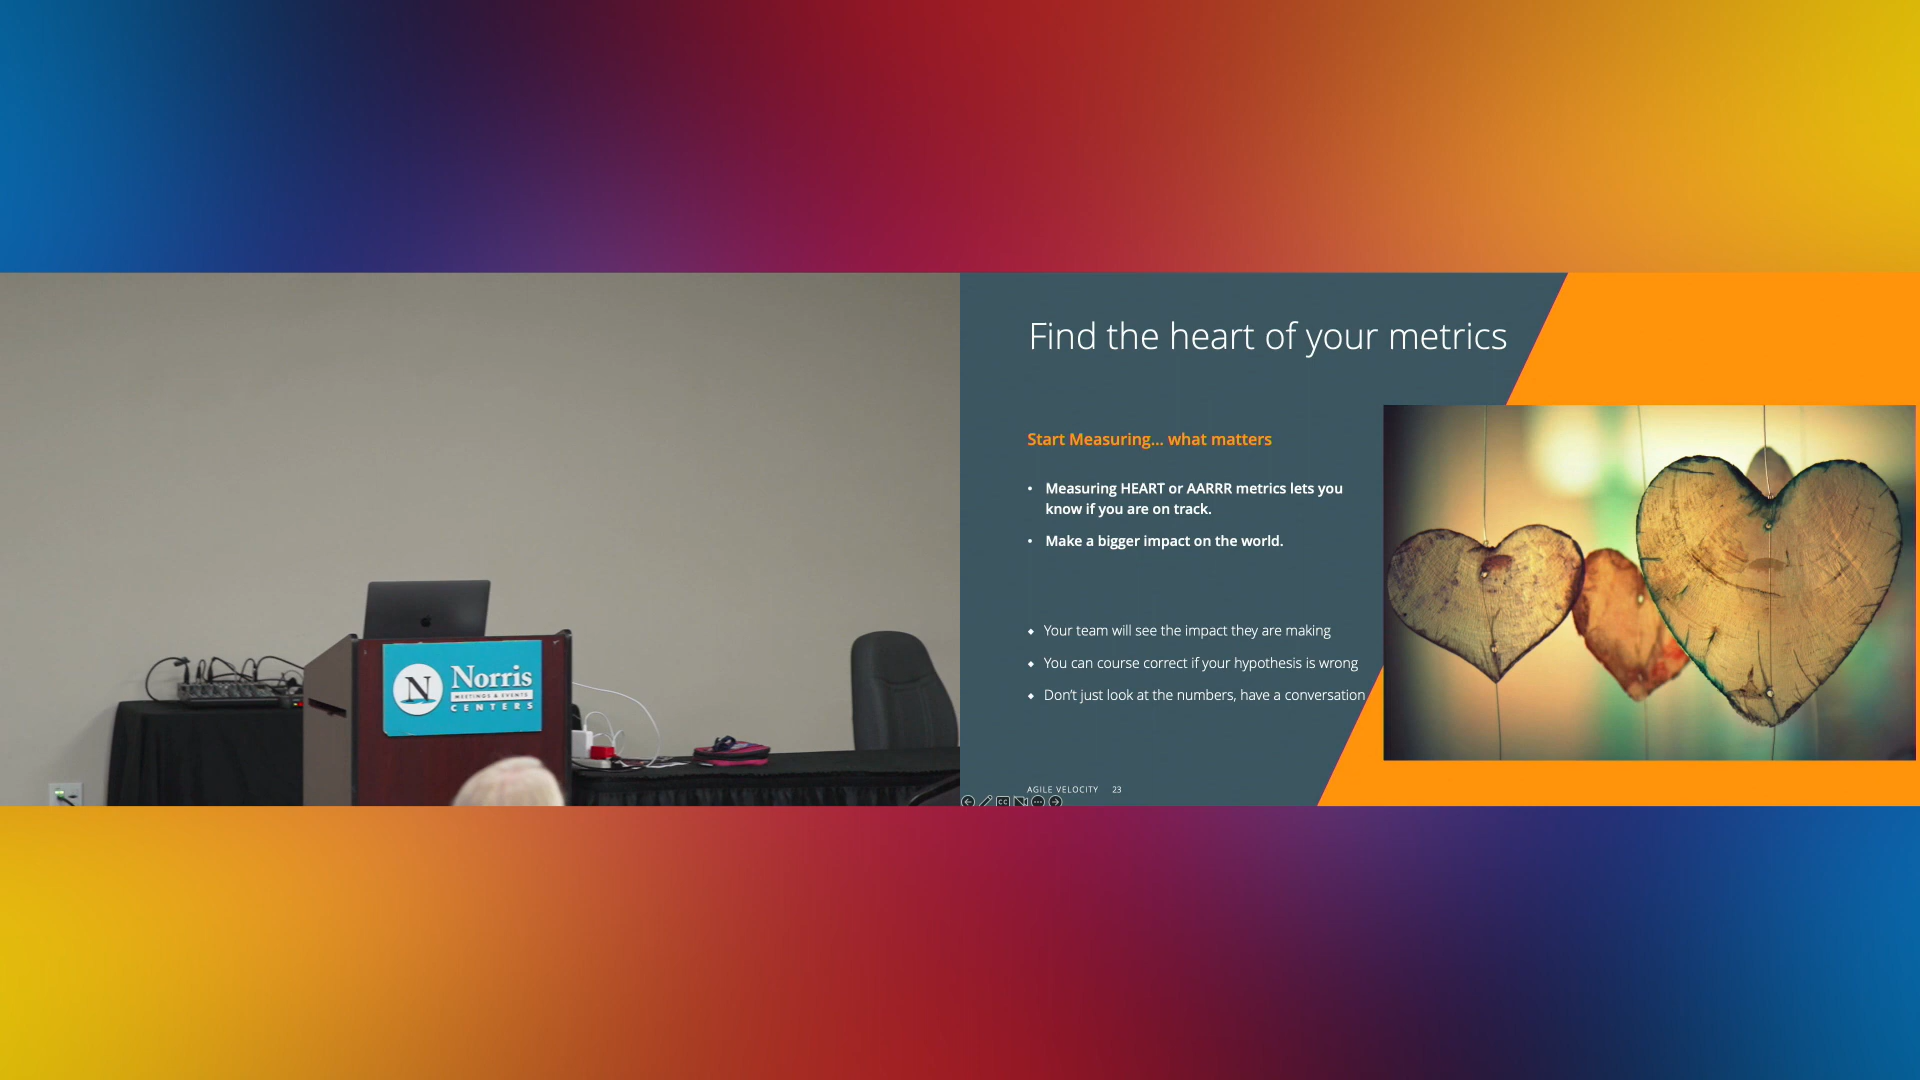 N
Norris
MEETINGS & EVENTS
CENTERS
Find the heart of your metrics
Start Measuring... what matters
• Measuring HEART or AARRR metrics lets you
know if you are on track.
• Make a bigger impact on the world.
◆ Your team will see the impact they are making
◆ You can course correct if your hypothesis is wrong
◆ Don't just look at the numbers, have a conversation
AGILE VELOCITY 23
CC